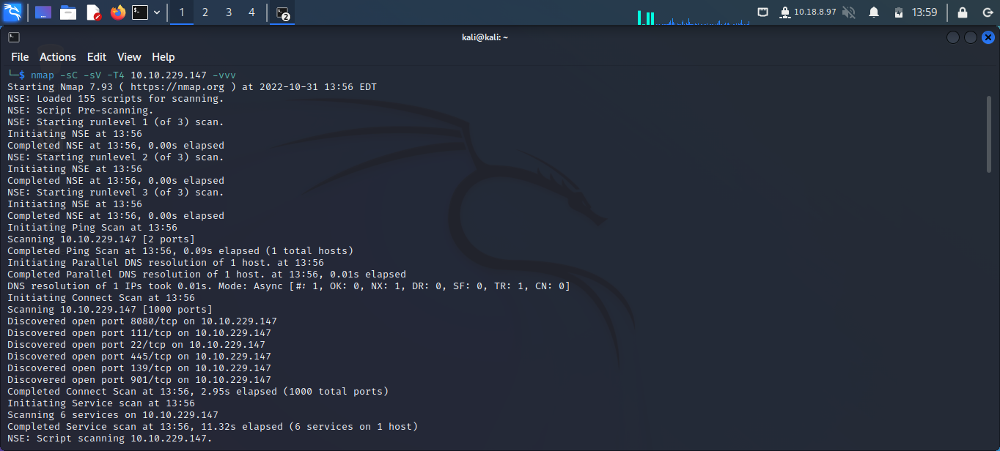 1 2 3 4 2 10.18.8.97 13:59
kali@kali: ~
File Actions Edit View Help
└─$ nmap -sC -sV -T4 10.10.229.147 -vvv
Starting Nmap 7.93 ( https://nmap.org ) at 2022-10-31 13:56 EDT
NSE: Loaded 155 scripts for scanning.
NSE: Script Pre-scanning.
NSE: Starting runlevel 1 (of 3) scan.
Initiating NSE at 13:56
Completed NSE at 13:56, 0.00s elapsed
NSE: Starting runlevel 2 (of 3) scan.
Initiating NSE at 13:56
Completed NSE at 13:56, 0.00s elapsed
NSE: Starting runlevel 3 (of 3) scan.
Initiating NSE at 13:56
Completed NSE at 13:56, 0.00s elapsed
Initiating Ping Scan at 13:56
Scanning 10.10.229.147 [2 ports]
Completed Ping Scan at 13:56, 0.09s elapsed (1 total hosts)
Initiating Parallel DNS resolution of 1 host. at 13:56
Completed Parallel DNS resolution of 1 host. at 13:56, 0.01s elapsed
DNS resolution of 1 IPs took 0.01s. Mode: Async [#: 1, OK: 0, NX: 1, DR: 0, SF: 0, TR: 1, CN: 0]
Initiating Connect Scan at 13:56
Scanning 10.10.229.147 [1000 ports]
Discovered open port 8080/tcp on 10.10.229.147
Discovered open port 111/tcp on 10.10.229.147
Discovered open port 22/tcp on 10.10.229.147
Discovered open port 445/tcp on 10.10.229.147
Discovered open port 139/tcp on 10.10.229.147
Discovered open port 901/tcp on 10.10.229.147
Completed Connect Scan at 13:56, 2.95s elapsed (1000 total ports)
Initiating Service scan at 13:56
Scanning 6 services on 10.10.229.147
Completed Service scan at 13:56, 11.32s elapsed (6 services on 1 host)
NSE: Script scanning 10.10.229.147.